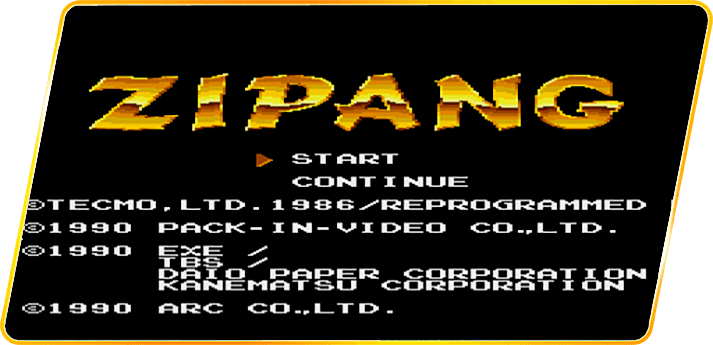 ZIPANG
START
CONTINUE
©TECMO,LTD.1986/REPROGRAMMED
©1990 PACK-IN-VIDEO CO.,LTD.
©1990 EXE /
TBS /
DAIO PAPER CORPORATION
KANEMATSU CORPORATION
©1990 ARC CO.,LTD.